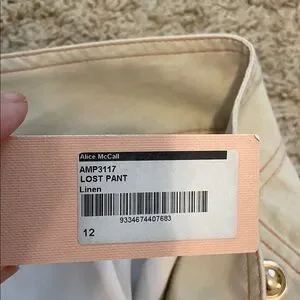 Alice McCall
AMP3117
LOST PANT
Linen
9334674407683
12